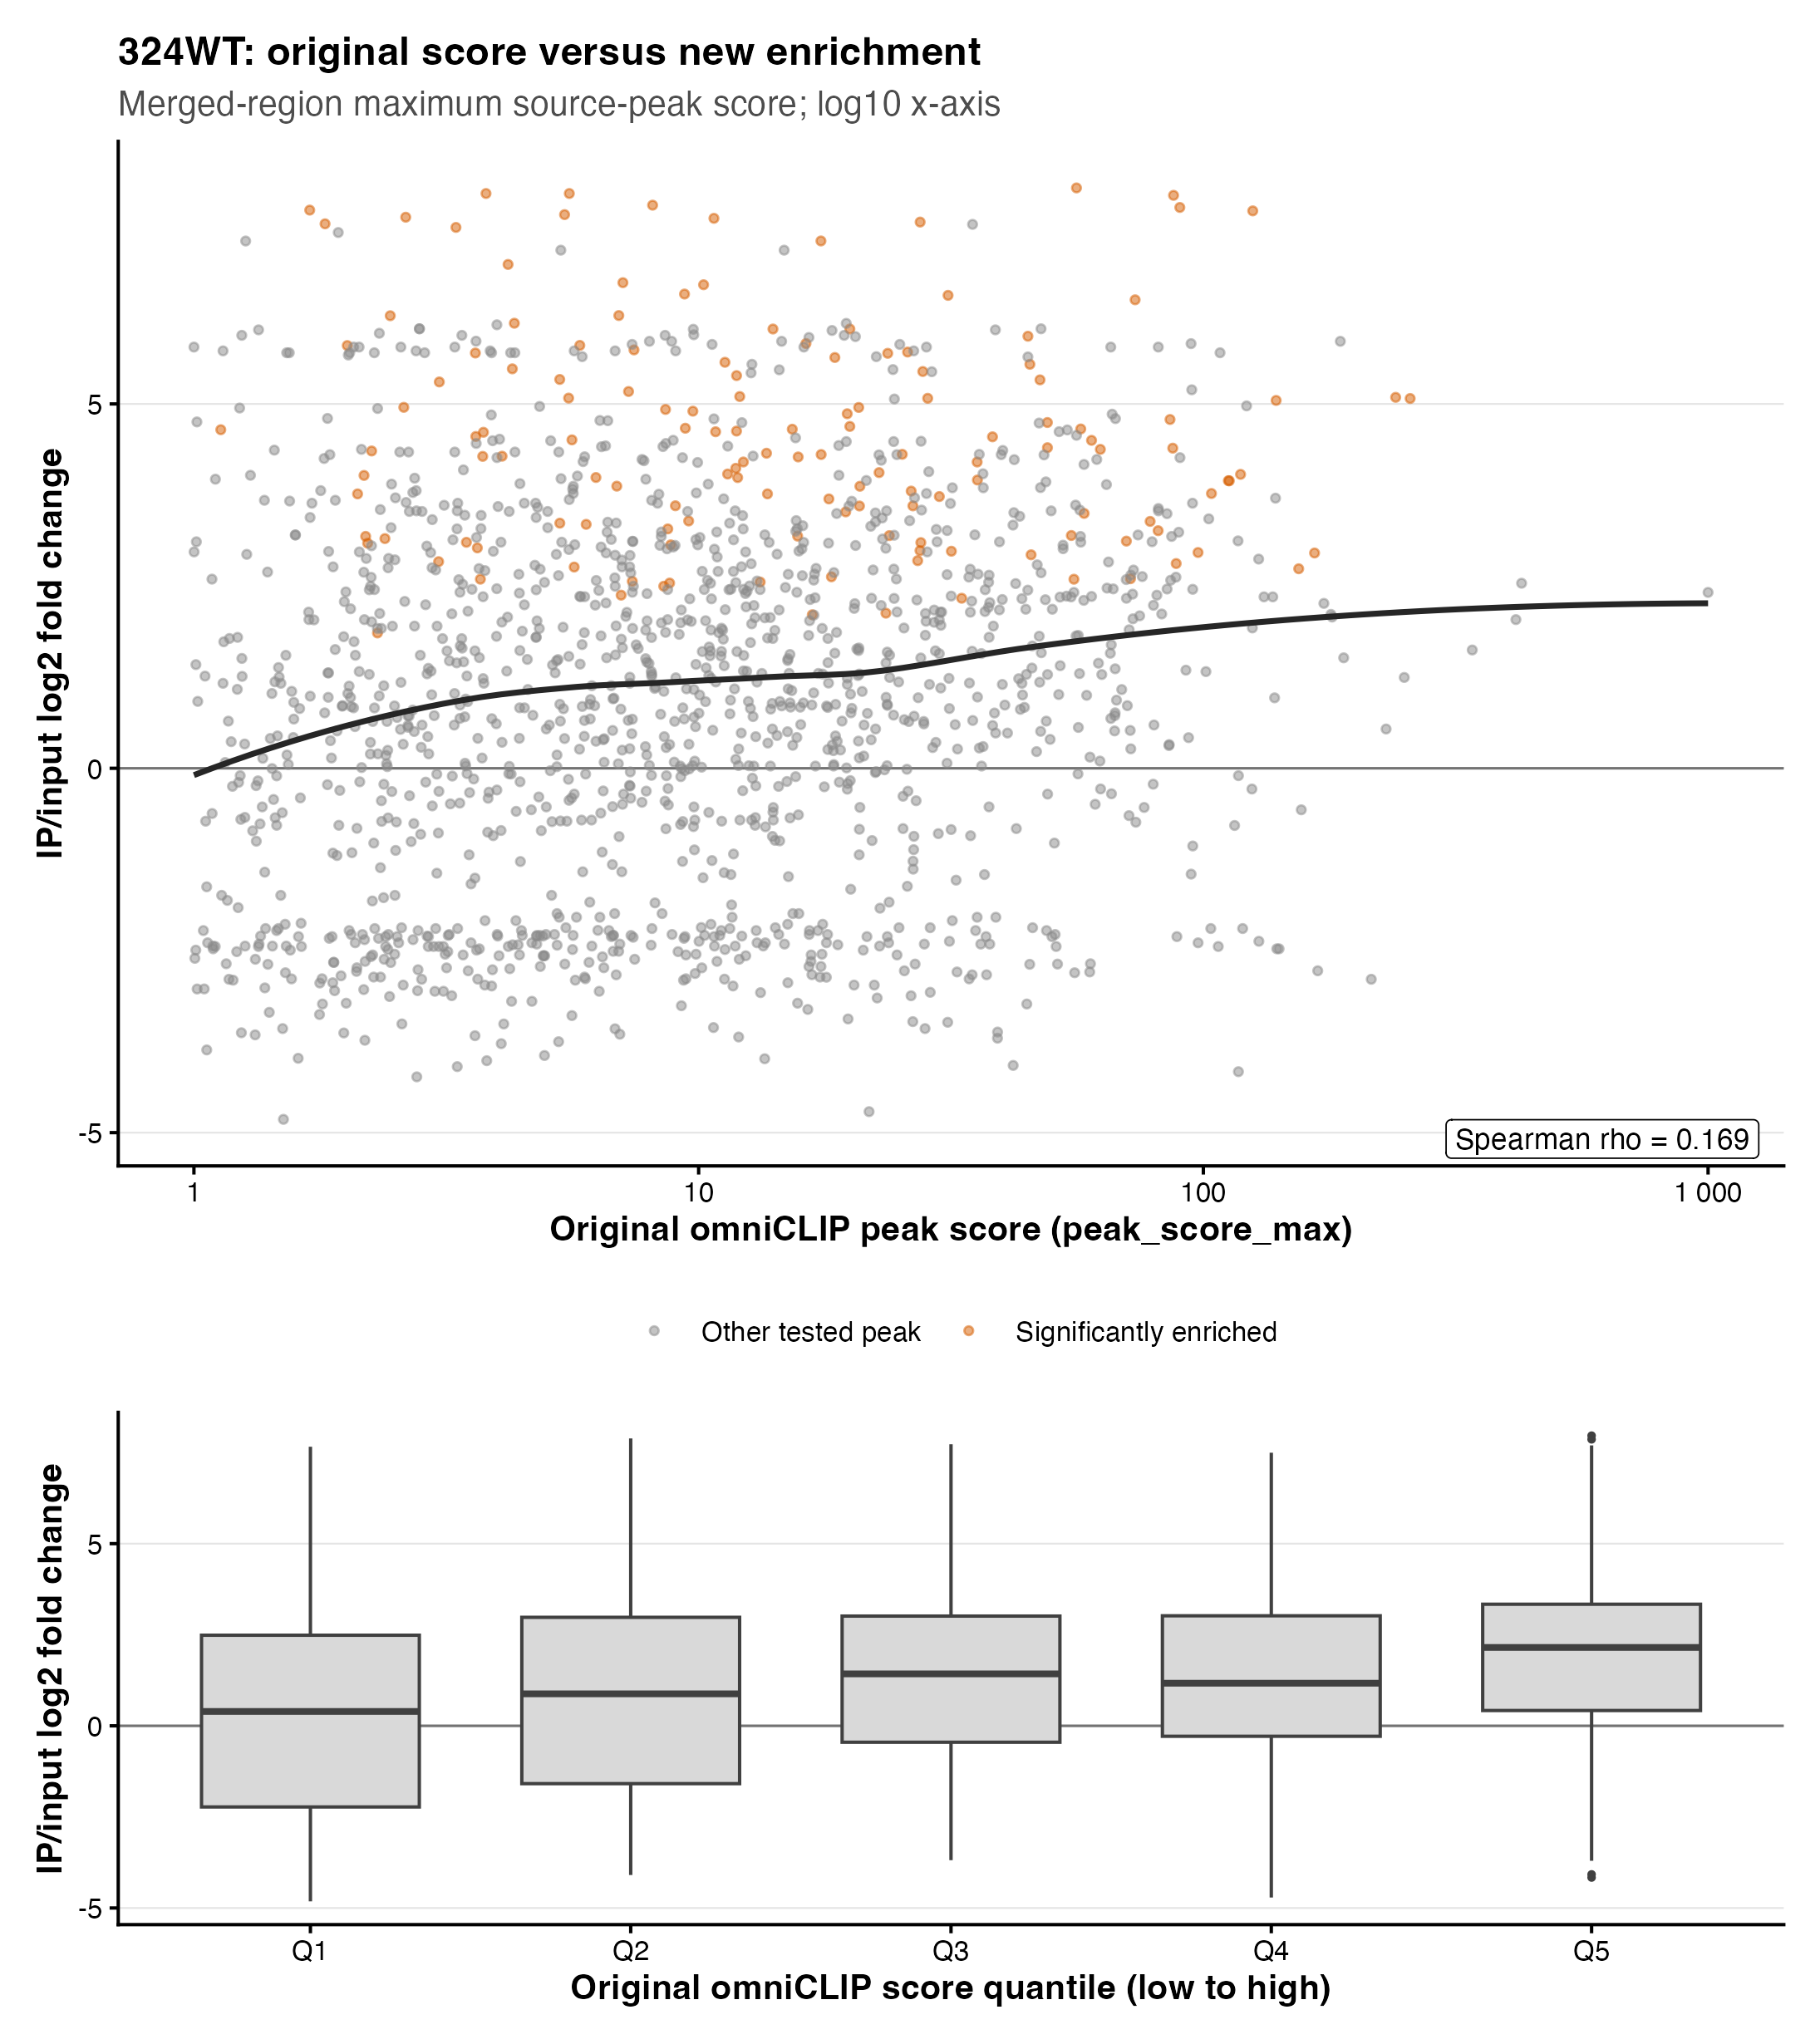 324WT: original score versus new enrichment
Merged-region maximum source-peak score; log10 x-axis
IP/input log2 fold change
5
0
-5
Spearman rho = 0.169
1
10
100
1 000
Original omniCLIP peak score (peak_score_max)
Other tested peak
Significantly enriched
IP/input log2 fold change
5
0
-5
Q1
Q2
Q3
Q4
Q5
Original omniCLIP score quantile (low to high)